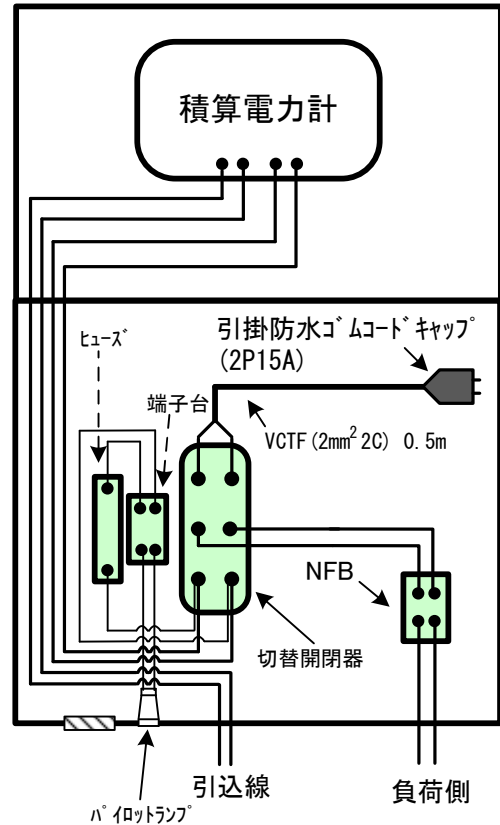 積算電力計
ヒューズ
引掛防水ゴムコードキャップ
(2P15A)
端子台
VCTF(2mm² 2C) 0.5m
NFB
切替開閉器
引込線
負荷側
パイロットランプ